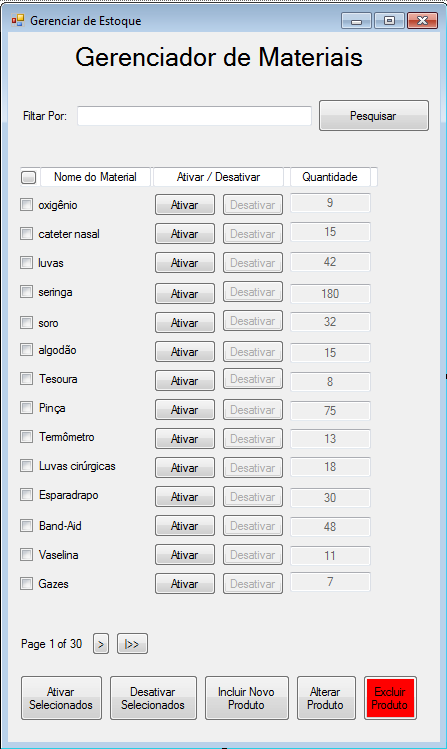 Gerenciar de Estoque
Gerenciador de Materiais
Filtar Por:
Pesquisar
Nome do Material Ativar / Desativar Quantidade
oxigênio Ativar Desativar 9
cateter nasal Ativar Desativar 15
luvas Ativar Desativar 42
seringa Ativar Desativar 180
soro Ativar Desativar 32
algodão Ativar Desativar 15
Tesoura Ativar Desativar 8
Pinça Ativar Desativar 75
Termômetro Ativar Desativar 13
Luvas cirúrgicas Ativar Desativar 18
Esparadrapo Ativar Desativar 30
Band-Aid Ativar Desativar 48
Vaselina Ativar Desativar 11
Gazes Ativar Desativar 7
Page 1 of 30 > |>>
Ativar
Selecionados
Desativar
Selecionados
Incluir Novo
Produto
Alterar
Produto
Excluir
Produto